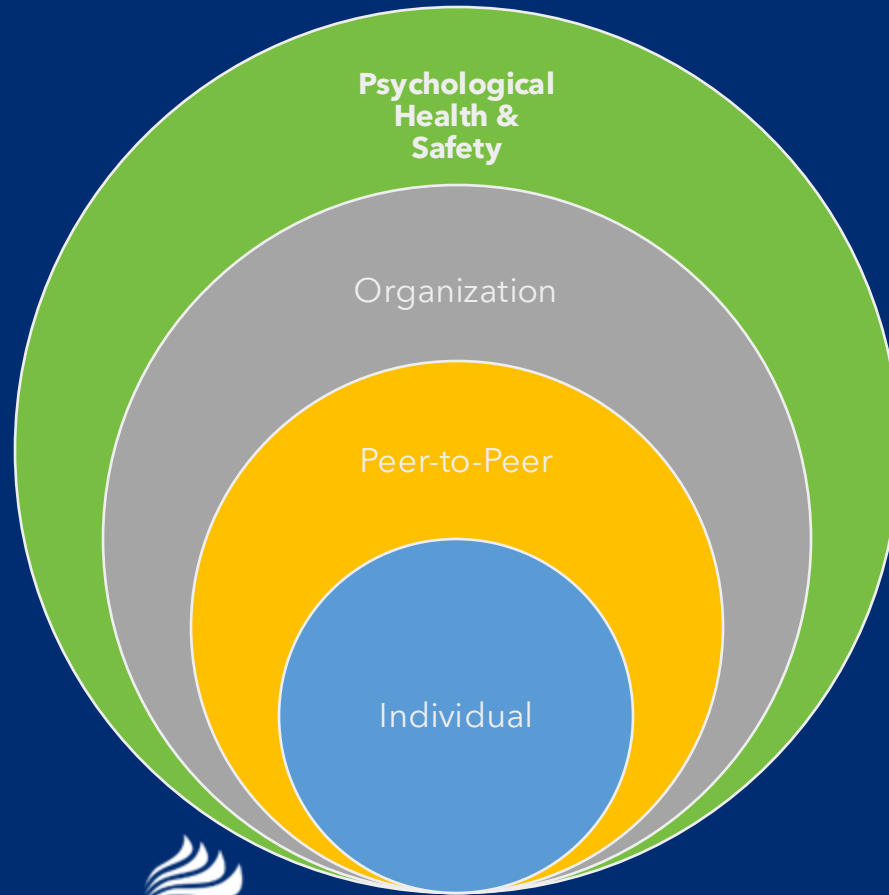 Psychological
Health &
Safety
Organization
Peer-to-Peer
Individual